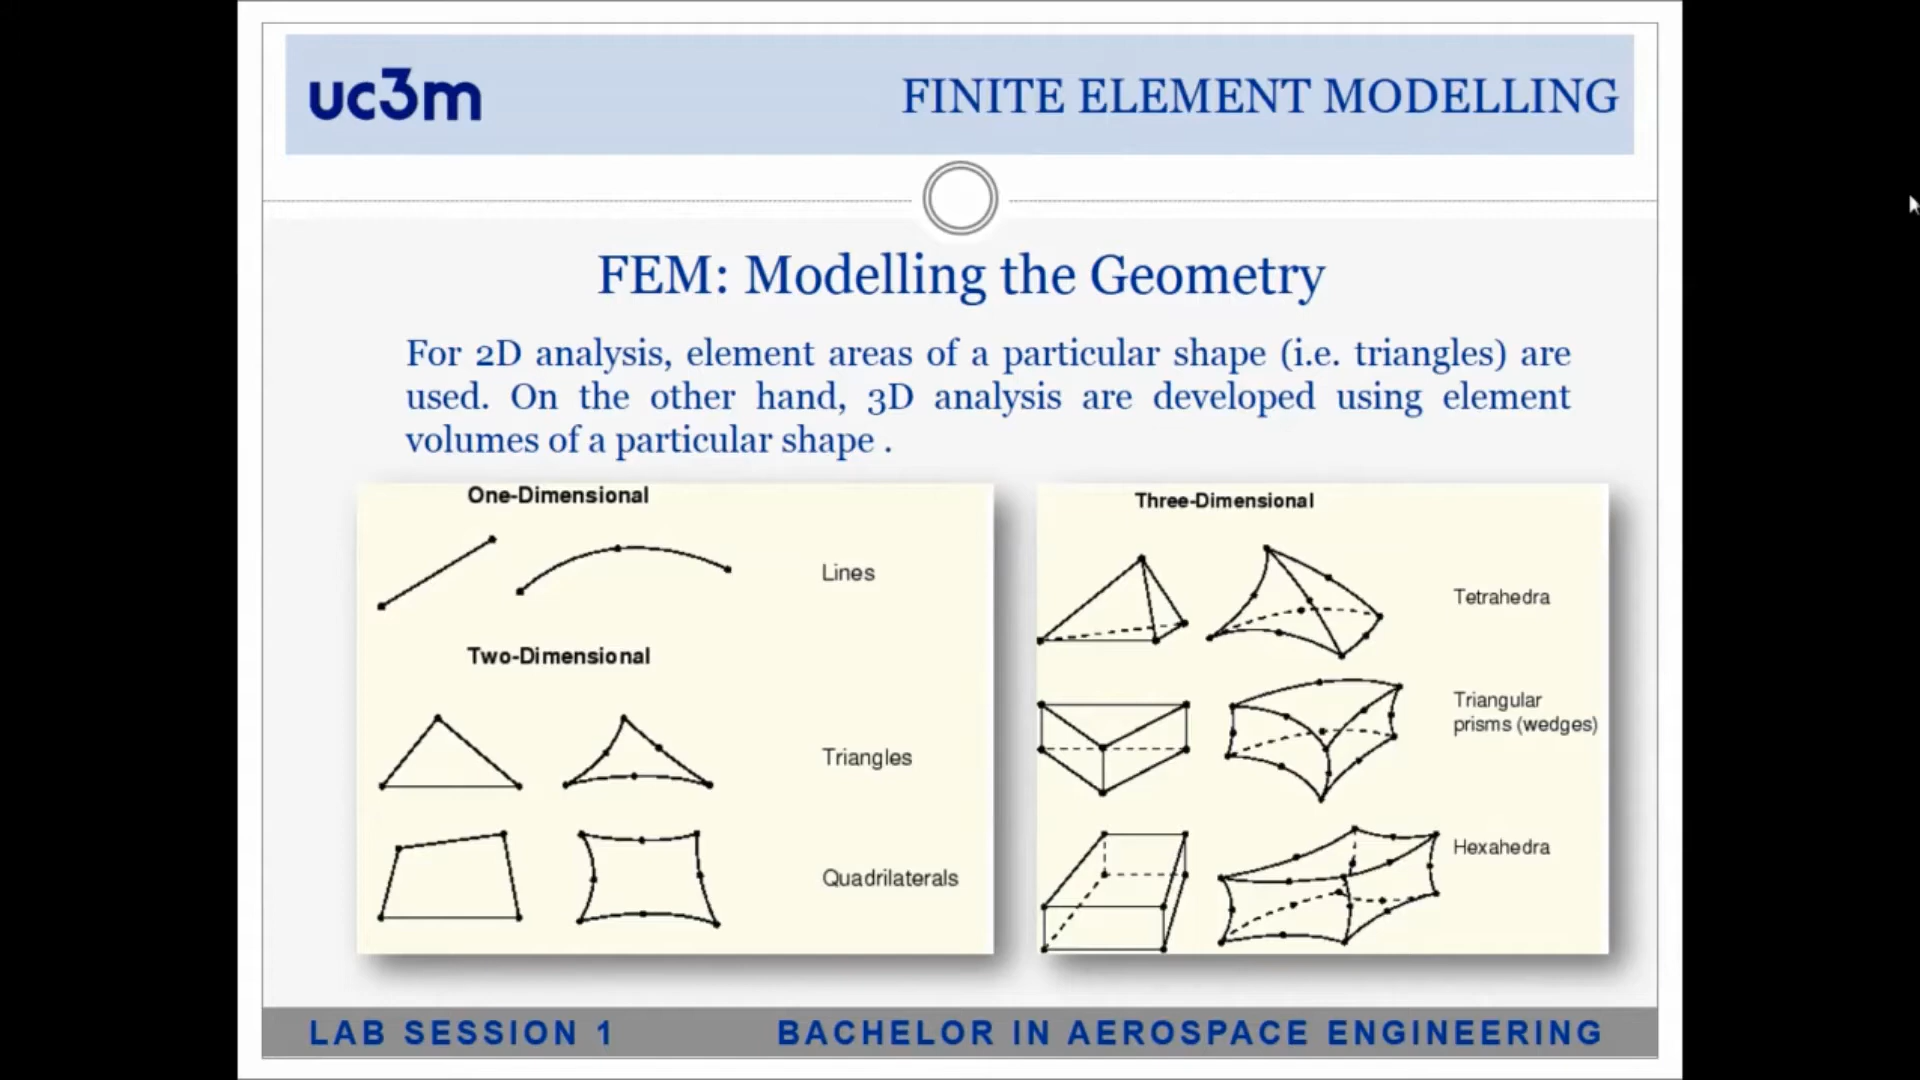 uc3m
FINITE ELEMENT MODELLING
FEM: Modelling the Geometry
For 2D analysis, element areas of a particular shape (i.e. triangles) are
used. On the other hand, 3D analysis are developed using element
volumes of a particular shape .
One-Dimensional
Lines
Two-Dimensional
Triangles
Quadrilaterals
Three-Dimensional
Tetrahedra
Triangular
prisms (wedges)
Hexahedra
LAB SESSION 1
BACHELOR IN AEROSPACE ENGINEERING